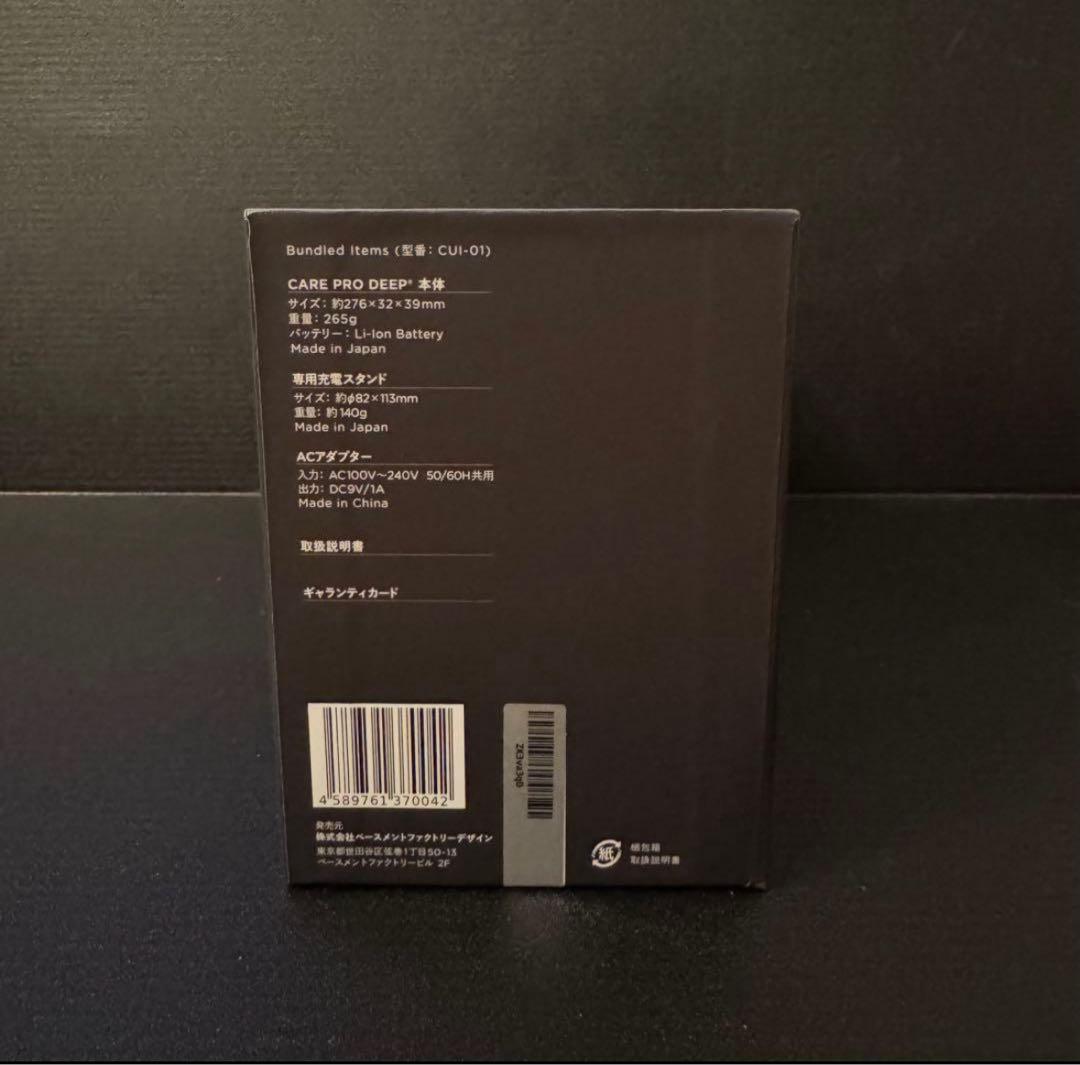 Bundled Items (型番: CUI-01)
CARE PRO DEEP® 本体
サイズ: 約276×32×39mm
重量: 265g
バッテリー: Li-Ion Battery
Made in Japan
専用充電スタンド
サイズ: 約φ82×113mm
重量: 約140g
Made in Japan
ACアダプター
入力: AC100V～240V 50/60H共用
出力: DC9V/1A
Made in China
取扱説明書
ギャランティカード
4589761370042
発売元
株式会社ベースメントファクトリーデザイン
東京都世田谷区弦巻1丁目50-13
ベースメントファクトリービル 2F
紙
梱包箱
取扱説明書